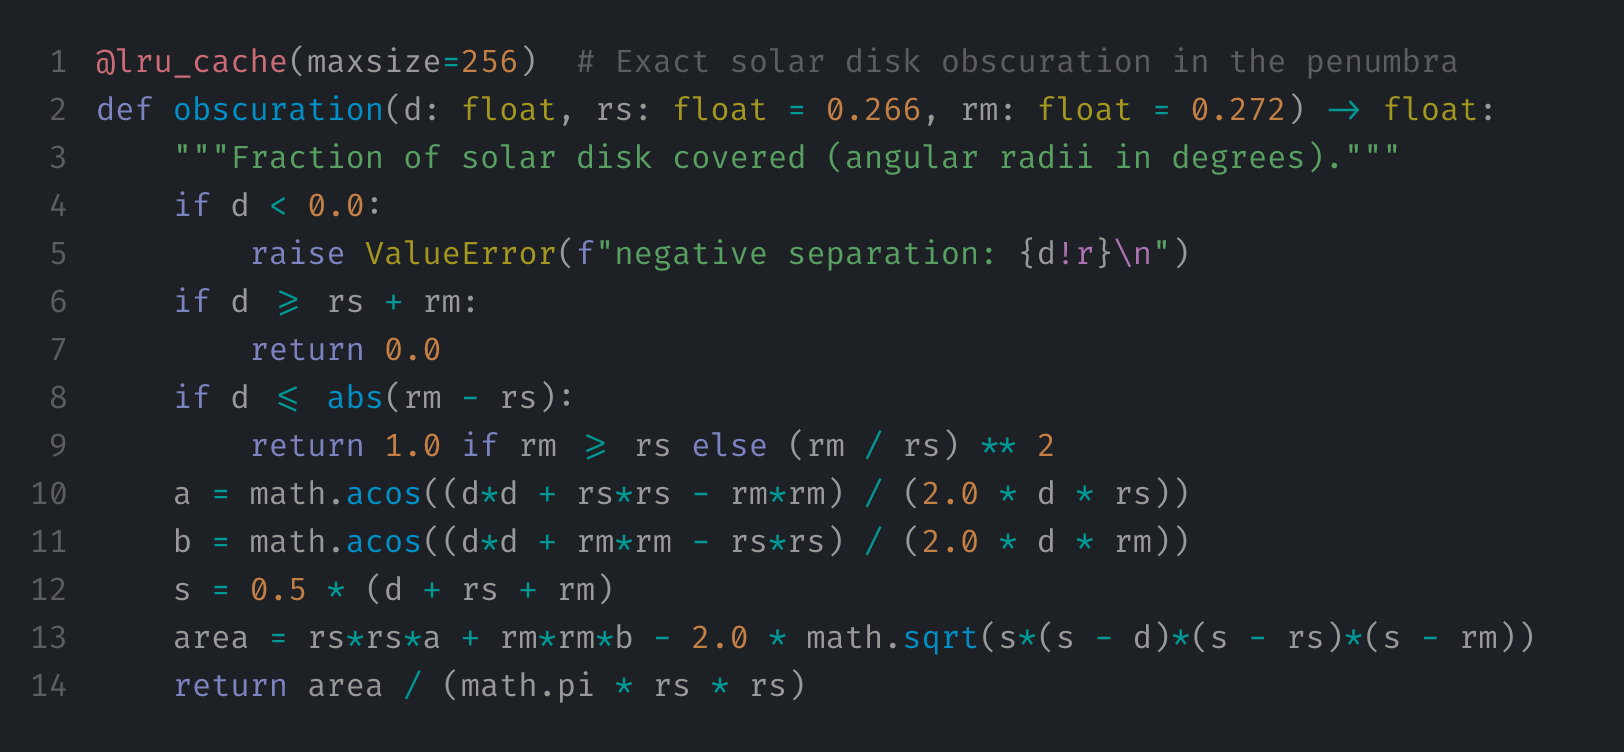 1 @lru_cache(maxsize=256)  # Exact solar disk obscuration in the penumbra
2 def obscuration(d: float, rs: float = 0.266, rm: float = 0.272) -> float:
3     """Fraction of solar disk covered (angular radii in degrees)."""
4     if d < 0.0:
5         raise ValueError(f"negative separation: {d!r}\n")
6     if d >= rs + rm:
7         return 0.0
8     if d <= abs(rm - rs):
9         return 1.0 if rm >= rs else (rm / rs) ** 2
10     a = math.acos((d*d + rs*rs - rm*rm) / (2.0 * d * rs))
11     b = math.acos((d*d + rm*rm - rs*rs) / (2.0 * d * rm))
12     s = 0.5 * (d + rs + rm)
13     area = rs*rs*a + rm*rm*b - 2.0 * math.sqrt(s*(s - d)*(s - rs)*(s - rm))
14     return area / (math.pi * rs * rs)